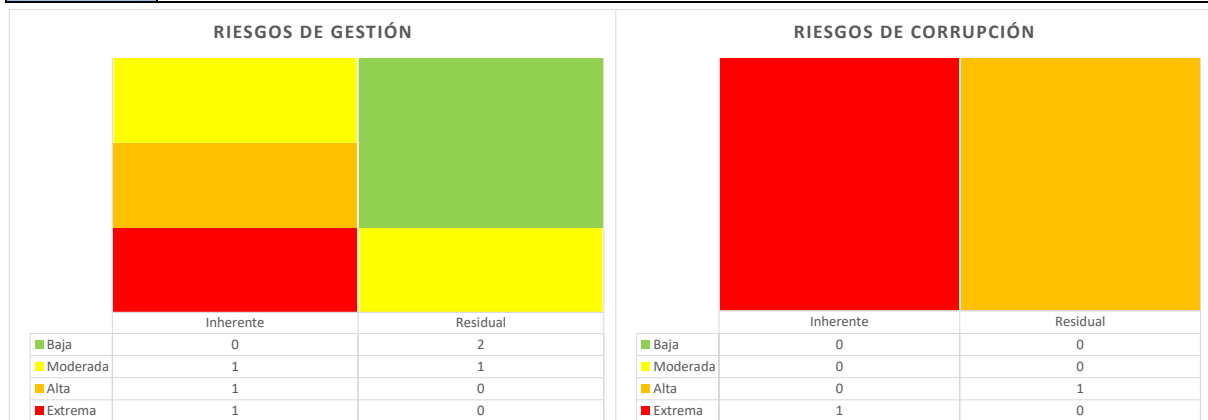 RIESGOS DE GESTIÓN
Inherente Residual
Baja 0 2
Moderada 1 1
Alta 1 0
Extrema 1 0
RIESGOS DE CORRUPCIÓN
Inherente Residual
Baja 0 0
Moderada 0 0
Alta 0 1
Extrema 1 0